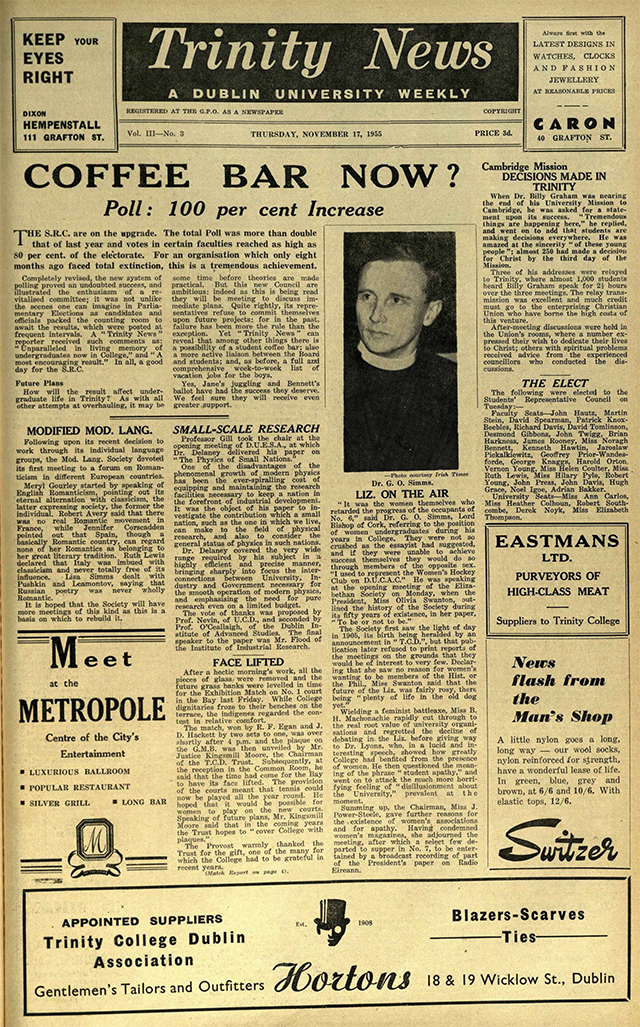 KEEP YOUR
EYES
RIGHT
DIXON
HEMPENSTALL
111 GRAFTON ST.
Trinity News
A DUBLIN UNIVERSITY WEEKLY
REGISTERED AT THE G.P.O. AS A NEWSPAPER
COPYRIGHT
Vol. III—No. 3
THURSDAY, NOVEMBER 17, 1955
PRICE 3d.
Always first with the
LATEST DESIGNS IN
WATCHES, CLOCKS
AND FASHION
JEWELLERY
AT REASONABLE PRICES
CARON
40 GRAFTON ST.
COFFEE BAR NOW?
Poll: 100 per cent Increase
THE S.R.C. are on the upgrade. The total Poll was more than double
that of last year and votes in certain faculties reached as high as
80 per cent. of the electorate. For an organisation which only eight
months ago faced total extinction, this is a tremendous achievement.
Completely revised, the new system of
polling proved an undoubted success, and
illustrated the enthusiasm of a re-
vitalised committee; it was not unlike
the scenes one can imagine in Parlia-
mentary Elections as candidates and
officials packed the counting room to
await the results, which were posted at
frequent intervals. A "Trinity News"
reporter received such comments as:
"Unparalleled in living memory of
undergraduates now in College," and "A
most encouraging result." In all, a good
day for the S.R.C.
Future Plans
How will the result affect under-
graduate life in Trinity? As with all
other attempts at overhauling, it may be
some time before theories are made
practical. But this new Council are
ambitious; indeed as this is being read
they will be meeting to discuss im-
mediate plans. Quite rightly, its repre-
sentatives refuse to commit themselves
upon future projects; for in the past,
failure has been more the rule than the
exception. Yet "Trinity News" can
reveal that among other things there is
a possibility of a student coffee bar; also
a more active liaison between the Board
and students; and, as before, a full and
comprehensive week-to-week list of
vacation jobs for the boys.
Yes, Jane's juggling and Bennett's
ballot have had the success they deserve.
We feel sure they will receive even
greater support.
—Photo courtesy Irish Times
Dr. G. O. Simms.
MODIFIED MOD. LANG.
Following upon its recent decision to
work through its individual language
groups, the Mod. Lang. Society devoted
its first meeting to a forum on Roman-
ticism in different European countries.
Meryl Gourley started by speaking of
English Romanticism, pointing out its
eternal alternation with classicism, the
latter expressing society, the former the
individual. Robert Avery said that there
was no real Romantic movement in
France, while Jennifer Corscadden
pointed out that Spain, though a
basically Romantic country, can regard
none of her Romantics as belonging to
her great literary tradition. Ruth Lewis
declared that Italy was imbued with
classicism and never totally free of its
influence. Lisa Simms dealt with
Pushkin and Leamontov, saying that
Russian poetry was never wholly
Romantic.
It is hoped that the Society will have
more meetings of this kind as this is a
basis on which to rebuild it.
Meet
at the
METROPOLE
Centre of the City's
Entertainment
LUXURIOUS BALLROOM
POPULAR RESTAURANT
SILVER GRILL
LONG BAR
M
SMALL-SCALE RESEARCH
Professor Gill took the chair at the
opening meeting of D.U.E.S.A., at which
Dr. Delaney delivered his paper on
"The Physics of Small Nations."
One of the disadvantages of the
phenomenal growth of modern physics
has been the ever-spiralling cost of
equipping and maintaining the research
facilities necessary to keep a nation in
the forefront of industrial development.
It was the object of his paper to in-
vestigate the contribution which a small
nation, such as the one in which we live,
can make to the field of physical
research, and also to consider the
general status of physics in such nations.
Dr. Delaney covered the very wide
range required by his subject in a
highly efficient and precise manner,
bringing sharply into focus the inter-
connections between University, In-
dustry and Government necessary for
the smooth operation of modern physics,
and emphasising the need for pure
research even on a limited budget.
The vote of thanks was proposed by
Prof. Nevin, of U.C.D., and seconded by
Prof. O'Cealliagh, of the Dublin In-
stitute of Advanced Studies. The final
speaker to the paper was Mr. Flood of
the Institute of Industrial Research.
FACE LIFTED
After a hectic morning's work, all the
pieces of glass were removed and the
future grass banks were levelled in time
for the Exhibition Match on No. 1 court
in the Bay last Friday. While College
dignitaries froze to their benches on the
terrace, the indigenes regarded the con-
test in relative comfort.
The match, won by R. F. Egan and J.
D. Hackett by two sets to one, was over
shortly after 4 p.m. and the plaque on
the G.M.B. was then unveiled by Mr.
Justice Kingsmill Moore, the Chairman
of the T.C.D. Trust. Subsequently, at
the reception in the Common Room, he
said that the time had come for the Bay
to have its face lifted. The provision
of the courts meant that tennis could
now be played all the year round. He
hoped that it would be possible for
women to play on the new courts.
Speaking of future plans, Mr. Kingsmill
Moore said that in the coming years
the Trust hopes to "cover College with
plaques."
The Provost warmly thanked the
Trust for the gift, one of the many for
which the College had to be grateful in
recent years.
(Match Report on page 4).
LIZ. ON THE AIR
"It was the women themselves who
retarded the progress of the occupants of
No. 6," said Dr. G. O. Simms, Lord
Bishop of Cork, referring to the position
of women undergraduates during his
years in College. They were not so
crushed as the essayist had suggested,
and if they were unable to achieve
success themselves they would do so
through members of the opposite sex.
"I used to represent the Women's Hockey
Club on D.U.C.A.C." He was speaking
at the opening meeting of the Eliza-
bethan Society on Monday, when the
President, Miss Olivia Swanton, out-
lined the history of the Society during
its fifty years of existence, in her paper,
"To be or not to be."
The Society first saw the light of day
in 1905, its birth being heralded by an
announcement in "T.C.D.", but that pub-
lication later refused to print reports of
the meetings on the grounds that they
would be of interest to very few. Declar-
ing that she saw no reason for women's
wanting to be members of the Hist. or
the Phil., Miss Swanton said that the
future of the Liz. was fairly rosy, there
being "plenty of life in the old dog
yet."
Wielding a feminist battleaxe, Miss B.
H. Machonachie rapidly cut through to
the real root value of university organi-
sations and regretted the decline of
debating in the Liz. before giving way
to Dr. Lyons, who, in a lucid and in-
teresting speech, showed how greatly
College had benefited from the presence
of women. He then questioned the mean-
ing of the phrase "student apathy," and
went on to attack the much more horri-
fying feeling of "disillusionment about
the University," prevalent at the
moment.
Summing up, the Chairman, Miss J.
Power-Steele, gave further reasons for
the existence of women's associations
and for apathy. Having condemned
women's magazines, she adjourned the
meeting, after which a select few de-
parted to supper in No. 7, to be enter-
tained by a broadcast recording of part
of the President's paper on Radio
Eireann.
Cambridge Mission
DECISIONS MADE IN
TRINITY
When Dr. Billy Graham was nearing
the end of his University Mission to
Cambridge, he was asked for a state-
ment upon its success. "Tremendous
things are happening here," he replied,
and went on to add that students are
making decisions everywhere. He was
amazed at the sincerity "of these young
people"; almost 250 had made a decision
for Christ by the third day of the
Mission.
Three of his addresses were relayed
to Trinity, where almost 1,000 students
heard Billy Graham speak for 2½ hours
over the three meetings. The relay trans-
mission was excellent and much credit
must go to the enterprising Christian
Union who have borne the high costs of
this venture.
After-meeting discussions were held in
the Union's rooms, where a number ex-
pressed their wish to dedicate their lives
to Christ; others with spiritual problems
received advice from the experienced
councillors who conducted the dis-
cussions.
THE ELECT
The following were elected to the
Students' Representative Council on
Tuesday:—
Faculty Seats—John Hautz, Martin
Stein, David Spearman, Patrick Knox-
Beebles, Richard Davis, David Tomlinson,
Desmond Gibbons, John Twigg, Brian
Harkness, James Rooney, Miss Noragh
Bennett, Kenneth Hawtin, Jaroslew
Pickalkiewitz, Geoffrey Prior-Wandes-
forde, George Knaggs, Harold Orton,
Vernon Young, Miss Helen Coulter, Miss
Ruth Lewis, Miss Hilary Pyle, Robert
Young, John Press, John Davis, Hugh
Gough, Joel Igoe, Adrian Bakker.
University Seats—Miss Ann Carlos,
Miss Heather Colhoun, Robert South-
combe, Derek Noyk, Miss Elizabeth
Thompson.
EASTMANS
LTD.
PURVEYORS OF
HIGH-CLASS MEAT
Suppliers to Trinity College
News
flash from
the
Man's Shop
A little nylon goes a long,
long way — our wool socks,
nylon reinforced for strength,
have a wonderful lease of life.
In green, blue, grey and
brown, at 6/6 and 10/6. With
elastic tops, 12/6.
Switzer
APPOINTED SUPPLIERS
Trinity College Dublin
Association
Gentlemen's Tailors and Outfitters
Est. 1908
Hortons
Blazers-Scarves
Ties
18 & 19 Wicklow St., Dublin